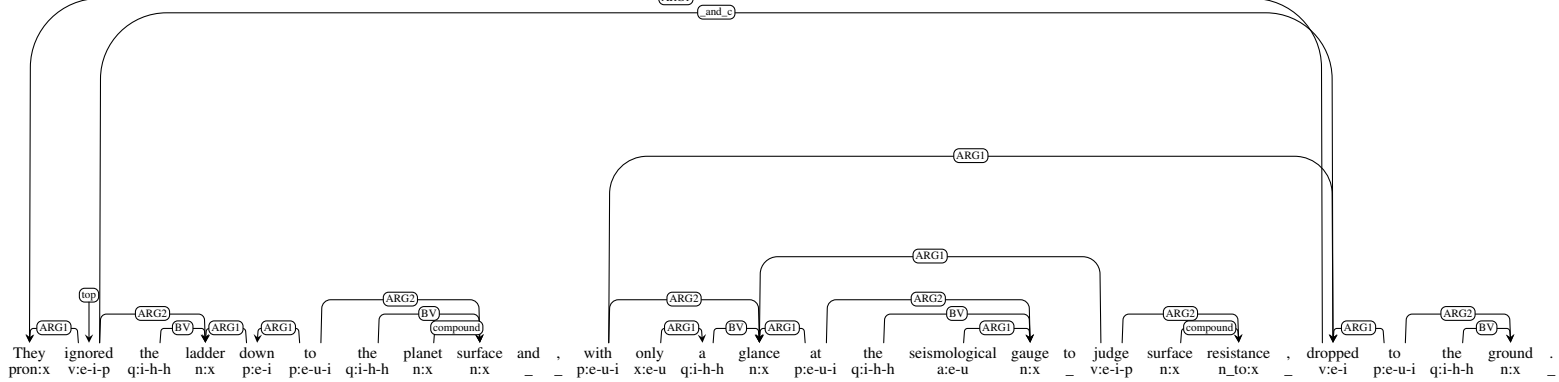 ARG1
_and_c
ARG1
ARG1
top
ARG2 ARG2 ARG2 ARG2
BV BV ARG2 ARG2
ARG1 BV ARG1 ARG1 compound ARG1 BV ARG1 ARG1 compound ARG1 BV
They ignored the ladder down to the planet surface and , with only a glance at the seismological gauge to judge surface resistance , dropped to the ground .
pron:x v:e-i-p q:i-h-h n:x p:e-i p:e-u-i q:i-h-h n:x n:x _ _ p:e-u-i x:e-u q:i-h-h n:x p:e-u-i q:i-h-h a:e-u n:x _ v:e-i-p n:x n_to:x _ v:e-i p:e-u-i q:i-h-h n:x _